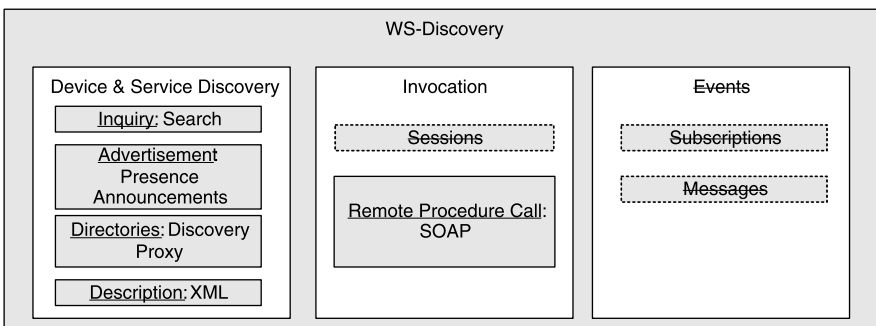 WS-Discovery
Device & Service Discovery
Inquiry: Search
Advertisement
Presence
Announcements
Directories: Discovery
Proxy
Description: XML
Invocation
Sessions
Remote Procedure Call:
SOAP
Events
Subscriptions
Messages